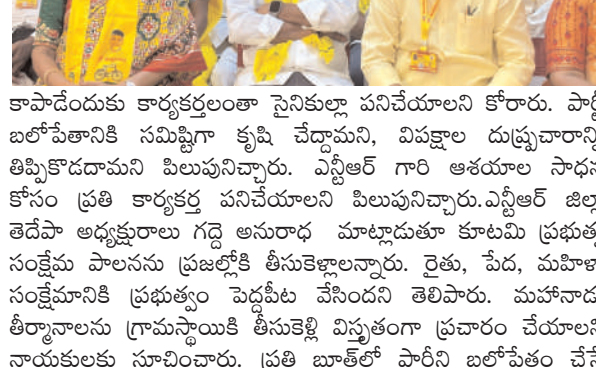 కాపాడేందుకు కార్యకర్తలంతా సైనికుల్లా పనిచేయాలని కోరారు. పార్టీ
బలోపేతానికి సమిష్టిగా కృషి చేద్దామని, విపక్షాల దుష్ప్రచారాన్ని
తిప్పికొడదామని పిలుపునిచ్చారు. ఎన్టీఆర్ గారి ఆశయాల సాధన
కోసం ప్రతి కార్యకర్త పనిచేయాలని పిలుపునిచ్చారు.ఎన్టీఆర్ జిల్లా
తెదేపా అధ్యక్షురాలు గద్దె అనురాధ మాట్లాడుతూ కూటమి ప్రభుత్వ
సంక్షేమ పాలనను ప్రజల్లోకి తీసుకెళ్లాలన్నారు. రైతు, పేద, మహిళా
సంక్షేమానికి ప్రభుత్వం పెద్దపీట వేసిందని తెలిపారు. మహానాడు
తీర్మానాలను గ్రామస్థాయికి తీసుకెళ్లి విస్తృతంగా ప్రచారం చేయాలని
నాయకులకు సూచించారు. ప్రతి బూత్‌లో పార్టీని బలోపేతం చేసే